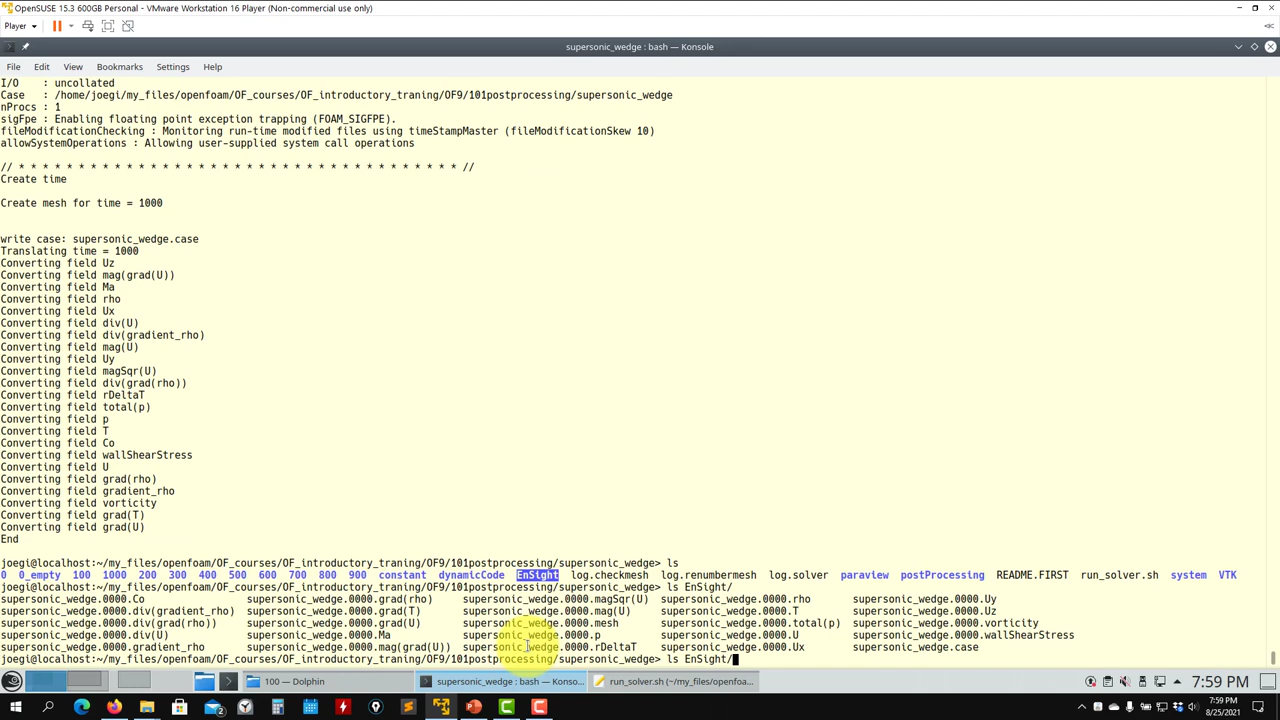 OpenSUSE 15.3 600GB Personal - VMware Workstation 16 Player (Non-commercial use only)
Player
supersonic_wedge : bash — Konsole
File Edit View Bookmarks Settings Help
I/O    : uncollated
Case   : /home/joegi/my_files/openfoam/OF_courses/OF_introductory_traning/OF9/101postprocessing/supersonic_wedge
nProcs : 1
sigFpe : Enabling floating point exception trapping (FOAM_SIGFPE).
fileModificationChecking : Monitoring run-time modified files using timeStampMaster (fileModificationSkew 10)
allowSystemOperations : Allowing user-supplied system call operations
// * * * * * * * * * * * * * * * * * * * * * * * * * * * * * * * * * * * * * //
Create time
Create mesh for time = 1000
write case: supersonic_wedge.case
Translating time = 1000
Converting field Uz
Converting field mag(grad(U))
Converting field Ma
Converting field rho
Converting field Ux
Converting field div(U)
Converting field div(gradient_rho)
Converting field mag(U)
Converting field Uy
Converting field magSqr(U)
Converting field div(grad(rho))
Converting field rDeltaT
Converting field total(p)
Converting field p
Converting field T
Converting field Co
Converting field wallShearStress
Converting field U
Converting field grad(rho)
Converting field gradient_rho
Converting field vorticity
Converting field grad(T)
Converting field grad(U)
End
joegi@localhost:~/my_files/openfoam/OF_courses/OF_introductory_traning/OF9/101postprocessing/supersonic_wedge> ls
0 0_empty 100 1000 200 300 400 500 600 700 800 900 constant dynamicCode EnSight log.checkmesh log.renumbermesh log.solver paraview postProcessing README.FIRST run_solver.sh system VTK
joegi@localhost:~/my_files/openfoam/OF_courses/OF_introductory_traning/OF9/101postprocessing/supersonic_wedge> ls EnSight/
supersonic_wedge.0000.Co supersonic_wedge.0000.grad(rho) supersonic_wedge.0000.magSqr(U) supersonic_wedge.0000.rho supersonic_wedge.0000.Uy
supersonic_wedge.0000.div(gradient_rho) supersonic_wedge.0000.grad(T) supersonic_wedge.0000.mag(U) supersonic_wedge.0000.T supersonic_wedge.0000.Uz
supersonic_wedge.0000.div(grad(rho)) supersonic_wedge.0000.grad(U) supersonic_wedge.0000.mesh supersonic_wedge.0000.total(p) supersonic_wedge.0000.vorticity
supersonic_wedge.0000.div(U) supersonic_wedge.0000.Ma supersonic_wedge.0000.p supersonic_wedge.0000.U supersonic_wedge.0000.wallShearStress
supersonic_wedge.0000.gradient_rho supersonic_wedge.0000.mag(grad(U)) supersonic_wedge.0000.rDeltaT supersonic_wedge.0000.Ux supersonic_wedge.case
joegi@localhost:~/my_files/openfoam/OF_courses/OF_introductory_traning/OF9/101postprocessing/supersonic_wedge> ls EnSight/
100 — Dolphin supersonic_wedge : bash — Konso... run_solver.sh (~/my_files/openfoa... 7:59 PM
7:59 PM
8/25/2021